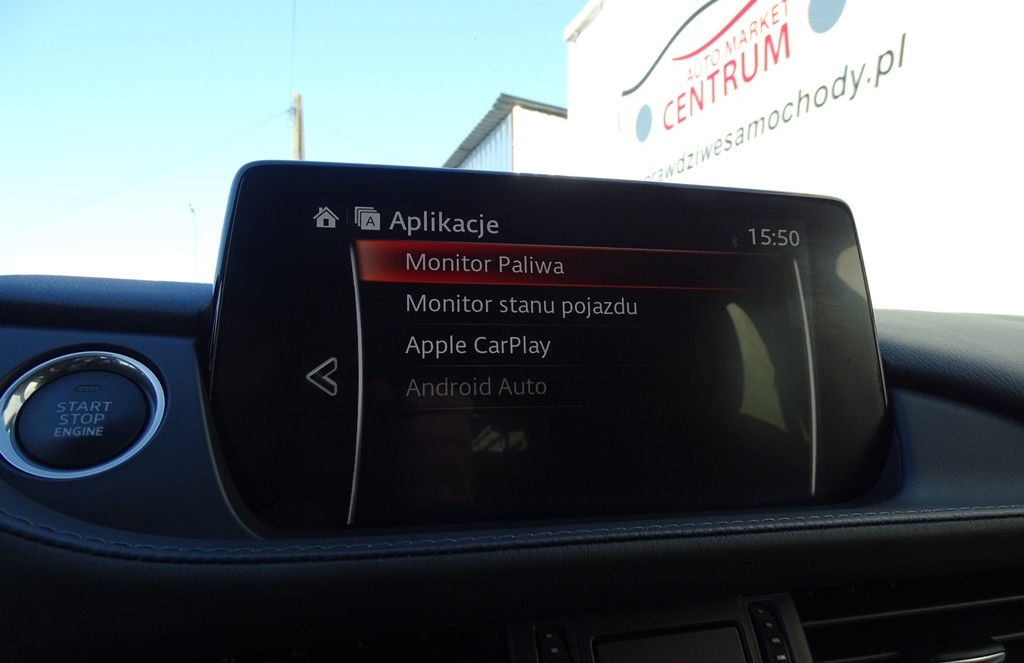 AUTO MARKET
CENTRUM
prawdziwesamochody.pl
A Aplikacje
15:50
Monitor Paliwa
Monitor stanu pojazdu
Apple CarPlay
Android Auto
START
STOP
ENGINE